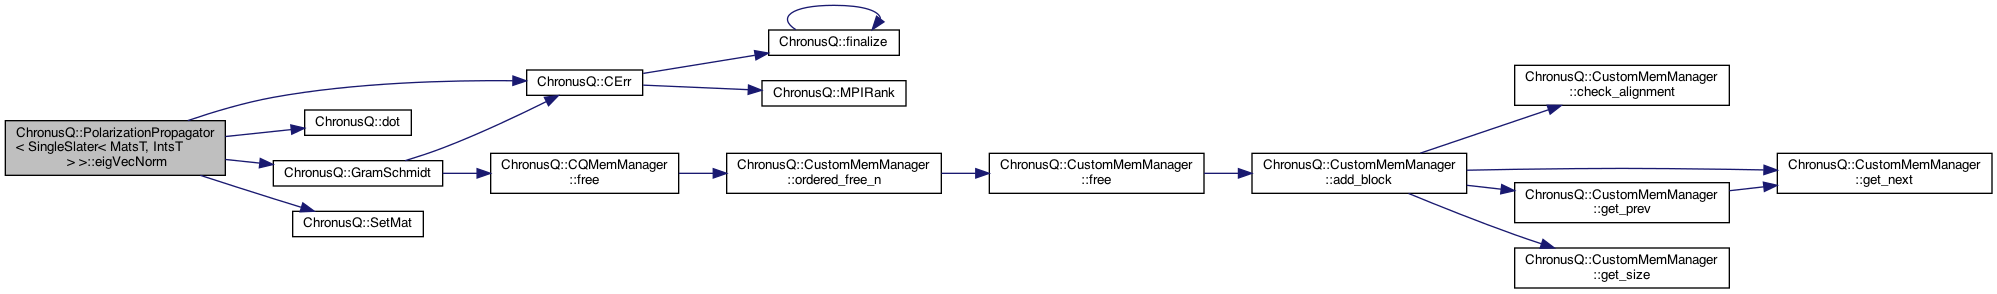 ChronusQ::PolarizationPropagator
< SingleSlater< MatsT, IntsT
> >::eigVecNorm
ChronusQ::CErr
ChronusQ::finalize
ChronusQ::MPIRank
ChronusQ::dot
ChronusQ::GramSchmidt
ChronusQ::CQMemManager
::free
ChronusQ::CustomMemManager
::ordered_free_n
ChronusQ::CustomMemManager
::free
ChronusQ::CustomMemManager
::add_block
ChronusQ::CustomMemManager
::check_alignment
ChronusQ::CustomMemManager
::get_next
ChronusQ::CustomMemManager
::get_prev
ChronusQ::CustomMemManager
::get_size
ChronusQ::SetMat